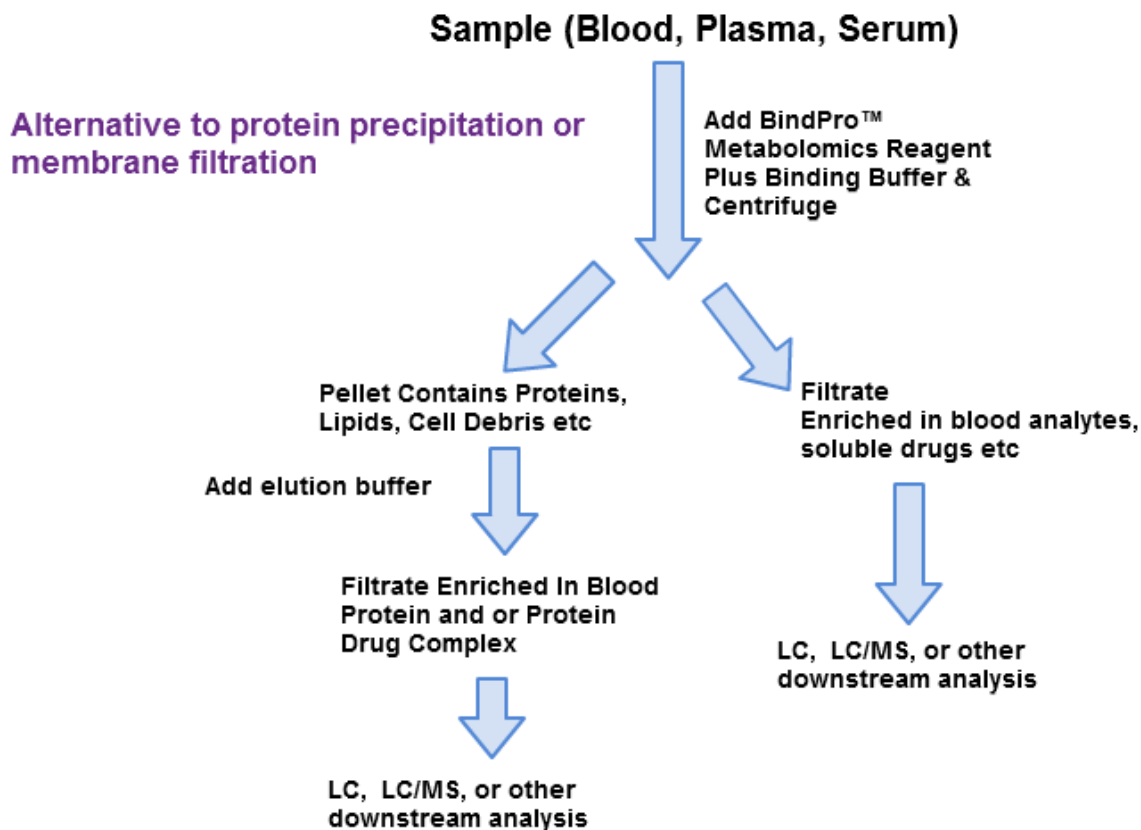 Sample (Blood, Plasma, Serum)
Alternative to protein precipitation or
membrane filtration
Add BindPro™
Metabolomics Reagent
Plus Binding Buffer &
Centrifuge
Pellet Contains Proteins,
Lipids, Cell Debris etc
Filtrate
Enriched in blood analytes,
soluble drugs etc
Add elution buffer
Filtrate Enriched In Blood
Protein and or Protein
Drug Complex
LC,  LC/MS, or other
downstream analysis
LC,  LC/MS, or other
downstream analysis